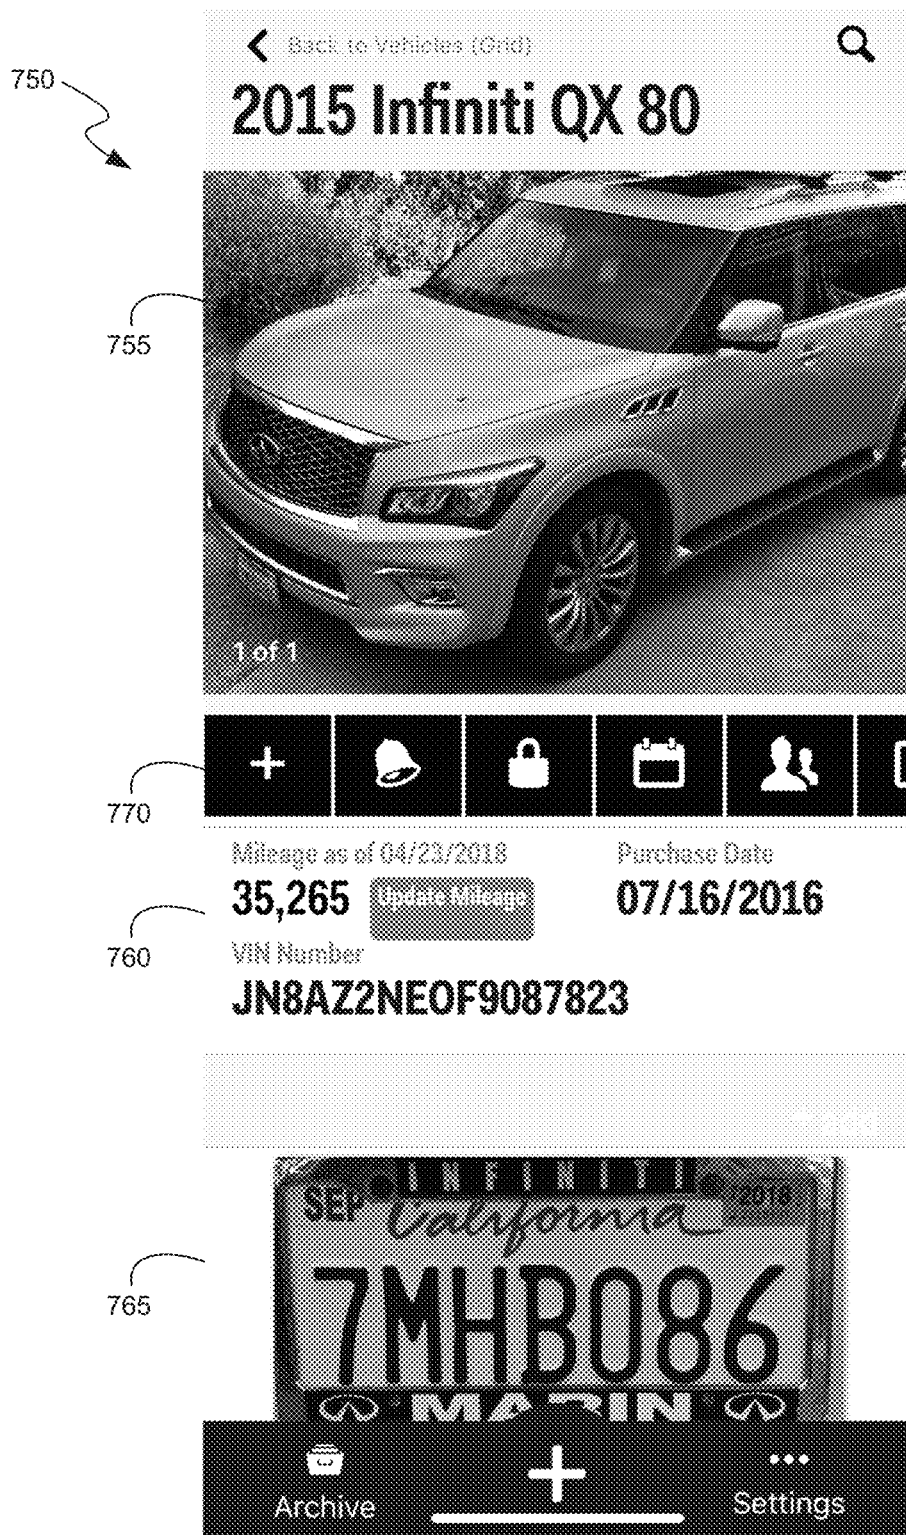 750
Back to Vehicles (Grid)
2015 Infiniti QX 80
755
1 of 1
770
Mileage as of 04/23/2018
Purchase Date
35,265
Update Mileage
07/16/2016
760
VIN Number
JN8AZ2NEOF9087823
+ add
INFINITI
SEP
California
2018
7MHB086
765
MARIN
Archive
Settings